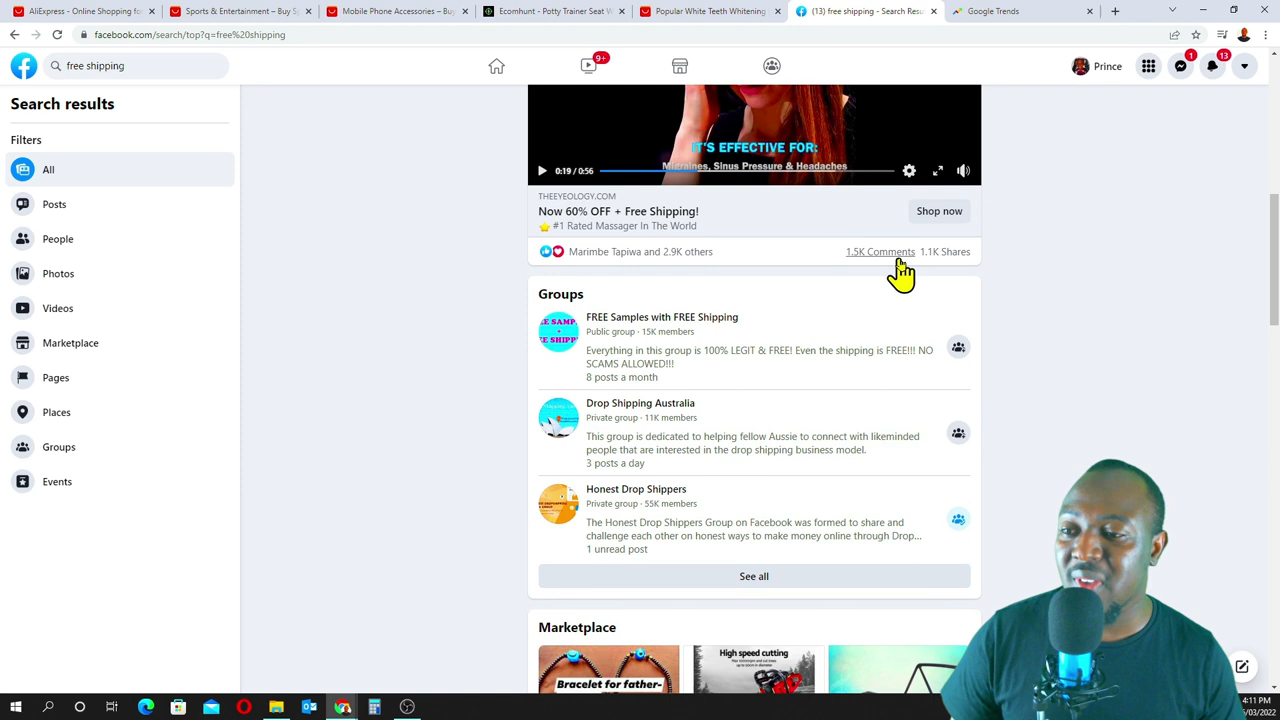 AliExpress - Online Shopping fo
Sports & Entertainment – Buy S
Mobile Phone Accessories – Buy
Ecomhunt - Potty Trainer Seat W
Popular White Teeth Whitening
(13) free shipping - Search Resu
Google Trends
facebook.com/search/top?q=free%20shipping
free shipping
9+
Prince
1
13
Search results
Filters
All
Posts
People
Photos
Videos
Marketplace
Pages
Places
Groups
Events
IT'S EFFECTIVE FOR:
Migraines, Sinus Pressure & Headaches
0:19 / 0:56
THEEYEOLOGY.COM
Now 60% OFF + Free Shipping!
#1 Rated Massager In The World
Shop now
Marimbe Tapiwa and 2.9K others
1.5K Comments
1.1K Shares
Groups
FREE Samples with FREE Shipping
Public group · 15K members
Everything in this group is 100% LEGIT & FREE! Even the shipping is FREE!!! NO
SCAMS ALLOWED!!!
8 posts a month
Drop Shipping Australia
Private group · 11K members
This group is dedicated to helping fellow Aussie to connect with likeminded
people that are interested in the drop shipping business model.
3 posts a day
Honest Drop Shippers
Private group · 55K members
The Honest Drop Shippers Group on Facebook was formed to share and
challenge each other on honest ways to make money online through Drop...
1 unread post
See all
Marketplace
Bracelet for father-
High speed cutting
4:11 PM
/03/2022